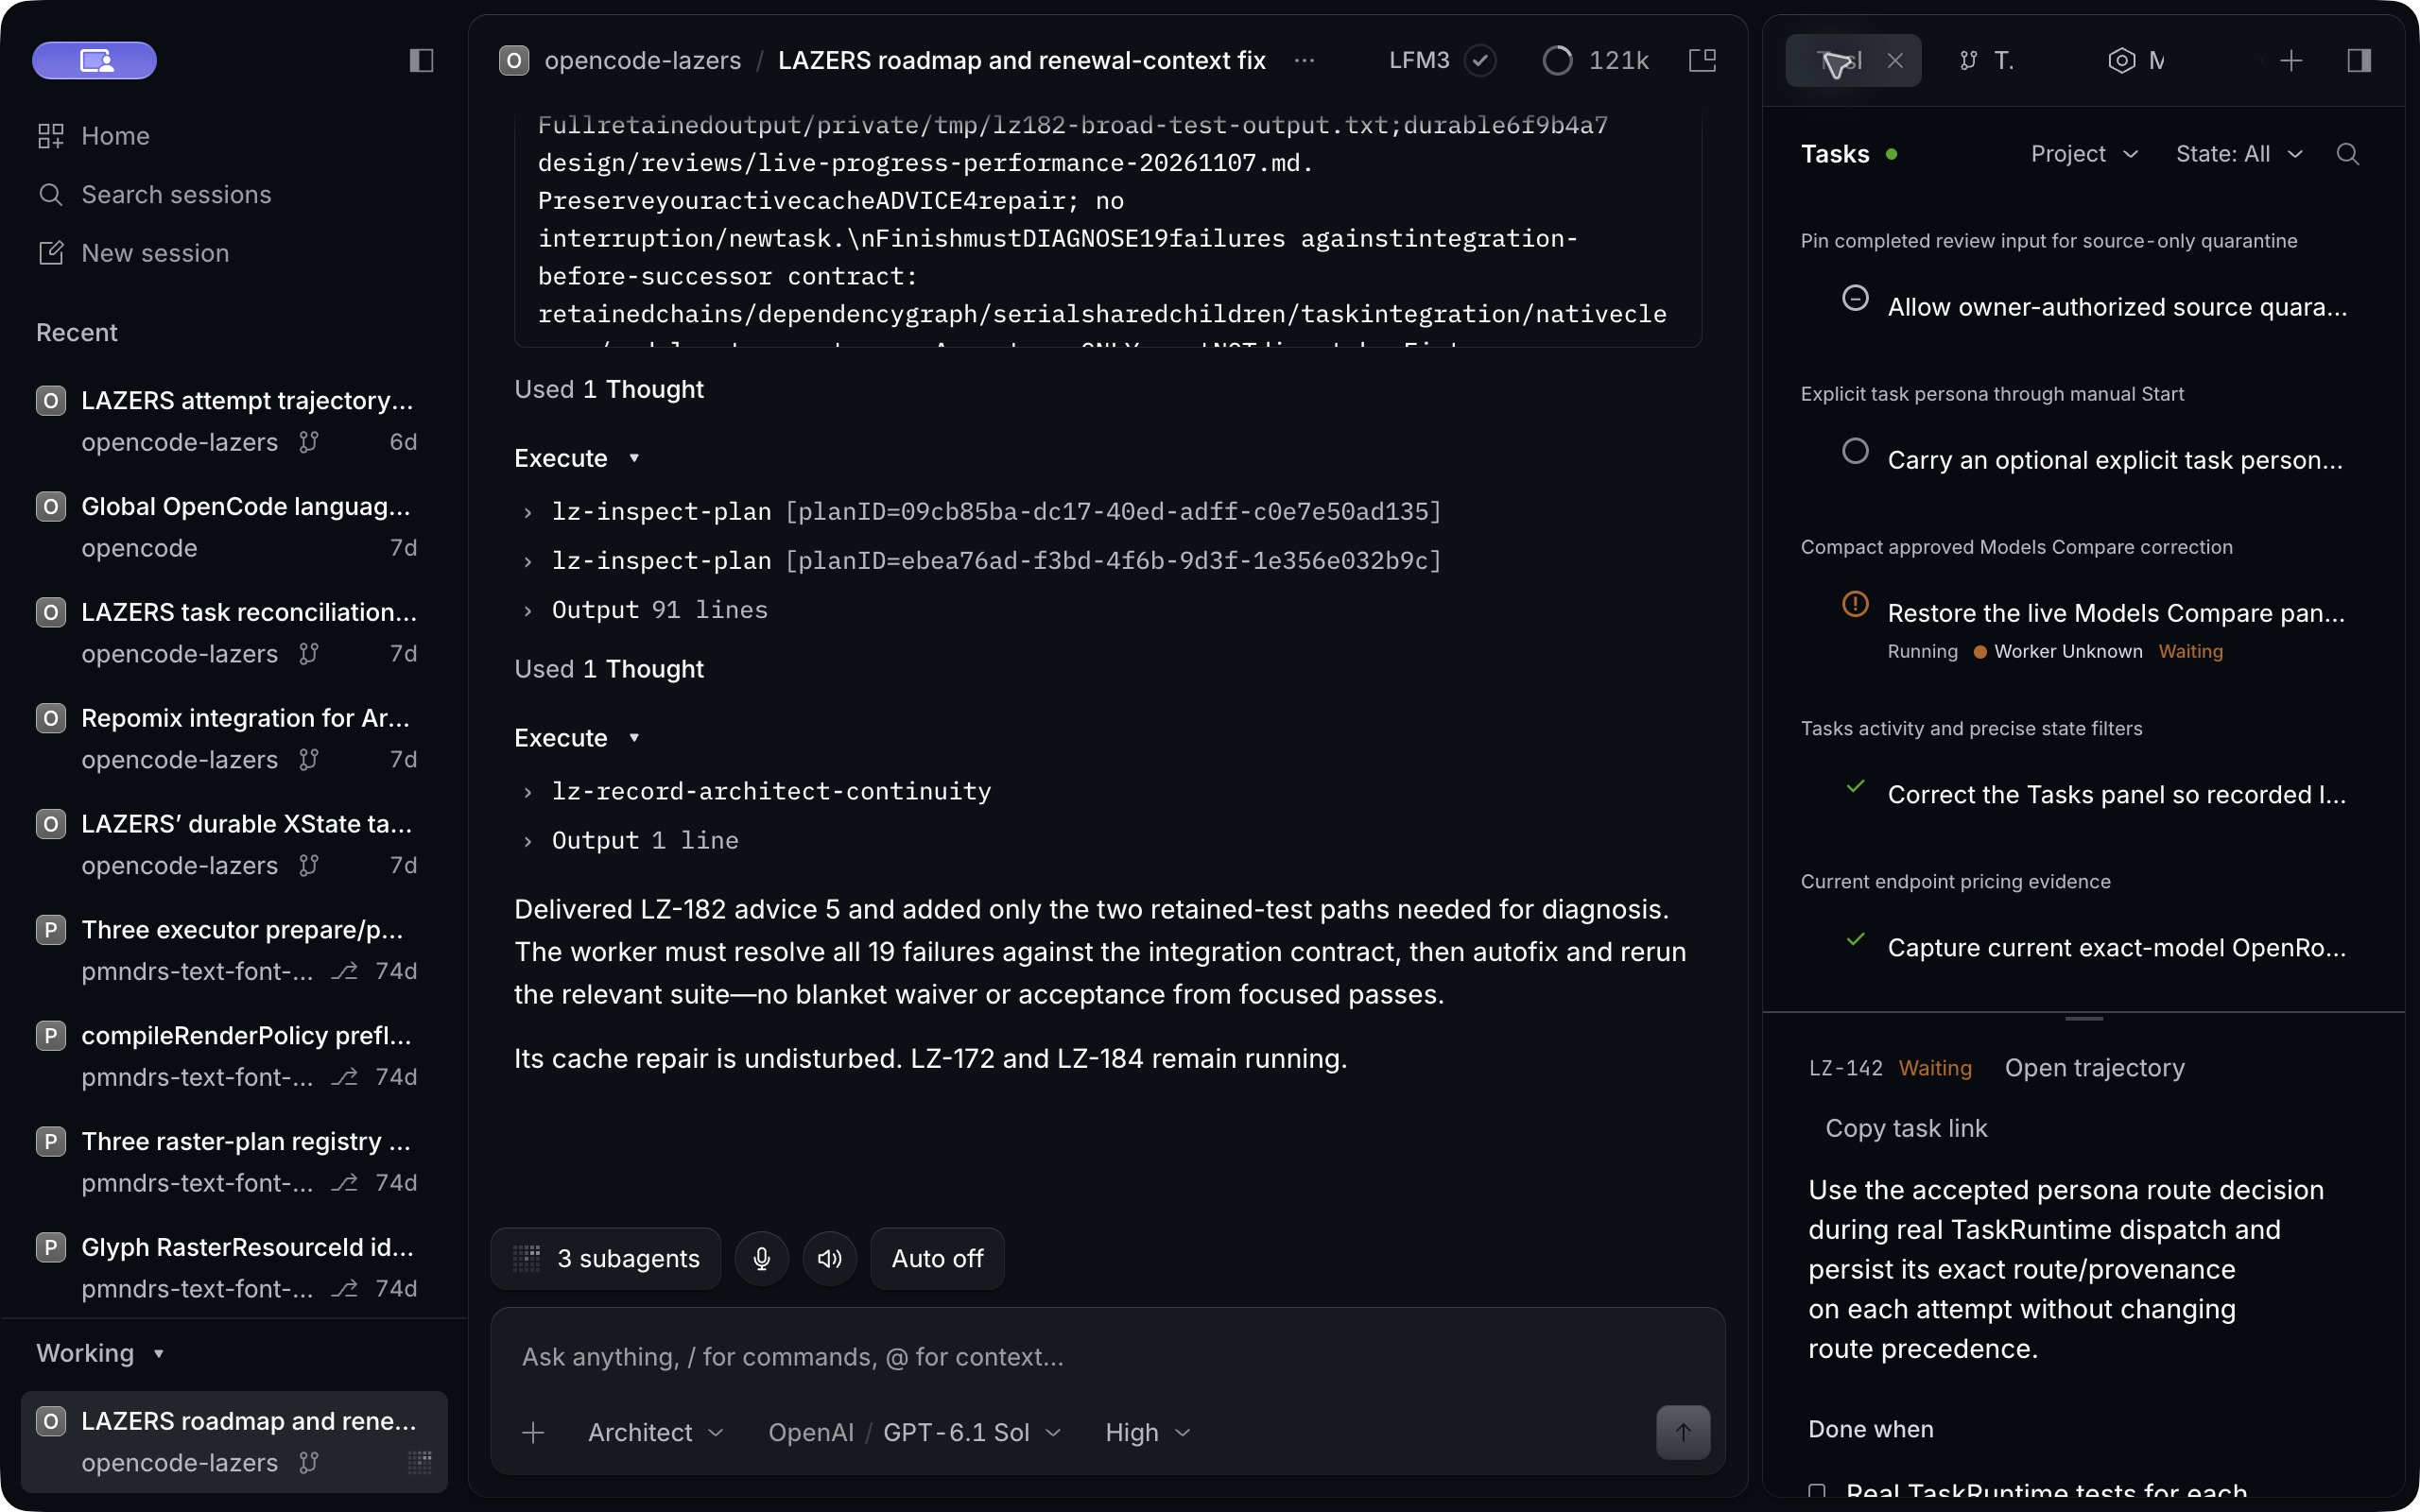 Home
Search sessions
New session
Recent
O LAZERS attempt trajectory...
opencode-lazers 6d
O Global OpenCode languag...
opencode 7d
O LAZERS task reconciliation...
opencode-lazers 7d
O Repomix integration for Ar...
opencode-lazers 7d
O LAZERS’ durable XState ta...
opencode-lazers 7d
P Three executor prepare/p...
pmndrs-text-font-... 74d
P compileRenderPolicy prefl...
pmndrs-text-font-... 74d
P Three raster-plan registry ...
pmndrs-text-font-... 74d
P Glyph RasterResourceId id...
pmndrs-text-font-... 74d
Working
O LAZERS roadmap and rene...
opencode-lazers
O opencode-lazers / LAZERS roadmap and renewal-context fix ... LFM3 121k
Fullretainedoutput/private/tmp/lz182-broad-test-output.txt;durable6f9b4a7
design/reviews/live-progress-performance-20261107.md.
PreserveyouractivecacheADVICE4repair; no
interruption/newtask.\nFinishmustDIAGNOSE19failures againstintegration-
before-successor contract:
retainedchains/dependencygraph/serialsharedchildren/taskintegration/nativecle
Used 1 Thought
Execute
lz-inspect-plan [planID=09cb85ba-dc17-40ed-adff-c0e7e50ad135]
lz-inspect-plan [planID=ebea76ad-f3bd-4f6b-9d3f-1e356e032b9c]
Output 91 lines
Used 1 Thought
Execute
lz-record-architect-continuity
Output 1 line
Delivered LZ-182 advice 5 and added only the two retained-test paths needed for diagnosis.
The worker must resolve all 19 failures against the integration contract, then autofix and rerun
the relevant suite—no blanket waiver or acceptance from focused passes.
Its cache repair is undisturbed. LZ-172 and LZ-184 remain running.
3 subagents
Auto off
Ask anything, / for commands, @ for context...
Architect OpenAI / GPT-6.1 Sol High
T.
M
Tasks Project State: All
Pin completed review input for source-only quarantine
Allow owner-authorized source quara...
Explicit task persona through manual Start
Carry an optional explicit task person...
Compact approved Models Compare correction
Restore the live Models Compare pan...
Running Worker Unknown Waiting
Tasks activity and precise state filters
Correct the Tasks panel so recorded l...
Current endpoint pricing evidence
Capture current exact-model OpenRo...
LZ-142 Waiting Open trajectory
Copy task link
Use the accepted persona route decision
during real TaskRuntime dispatch and
persist its exact route/provenance
on each attempt without changing
route precedence.
Done when
Real TaskRuntime tests for each